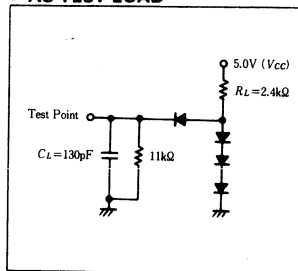 AC TEST LOAD
5.0V (Vcc)
RL=2.4kΩ
Test Point
CL=130pF
11kΩ